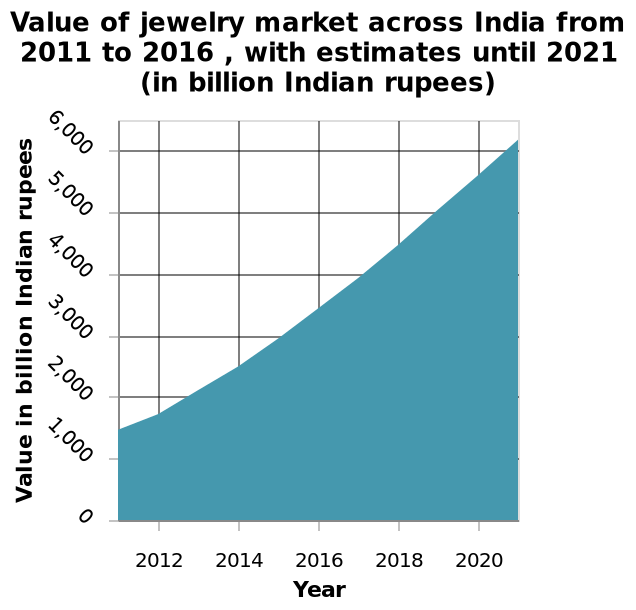 Value of jewelry market across India from
2011 to 2016 , with estimates until 2021
(in billion Indian rupees)
Value in billion Indian rupees
6,000
5,000
4,000
3,000
2,000
1,000
0
2012 2014 2016 2018 2020
Year